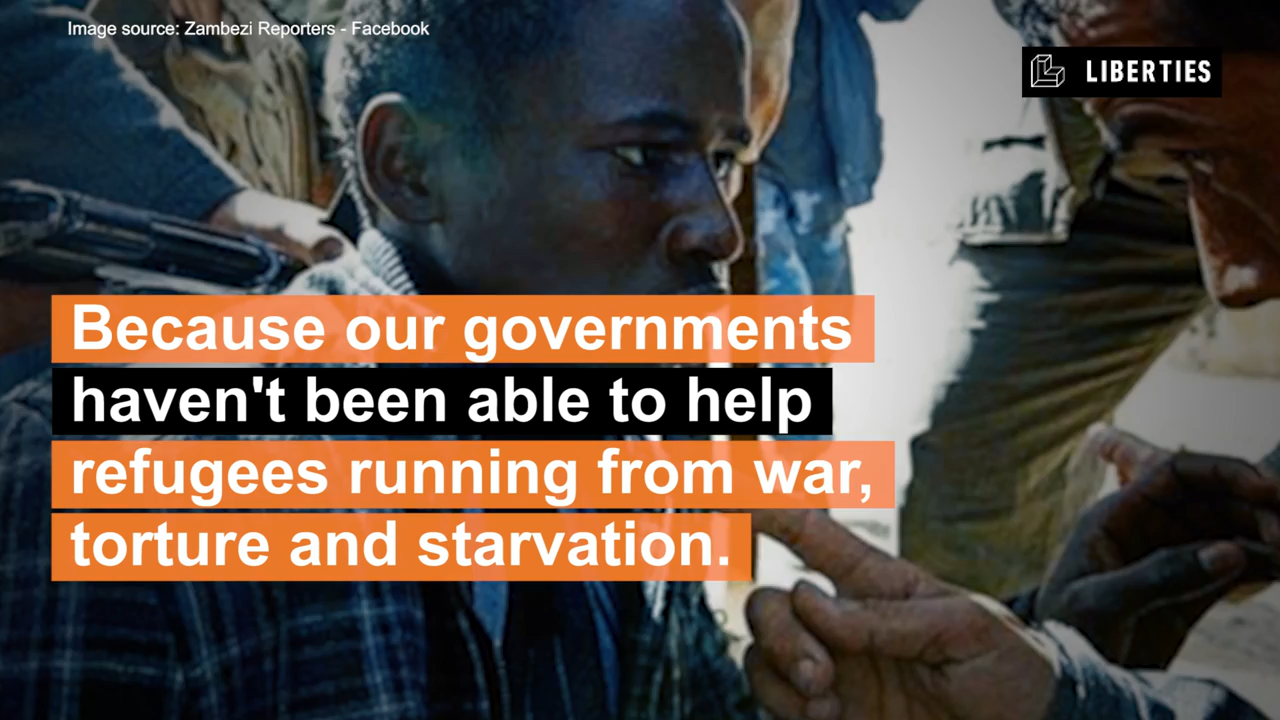 Image source: Zambezi Reporters - Facebook
LIBERTIES
Because our governments
haven't been able to help
refugees running from war,
torture and starvation.